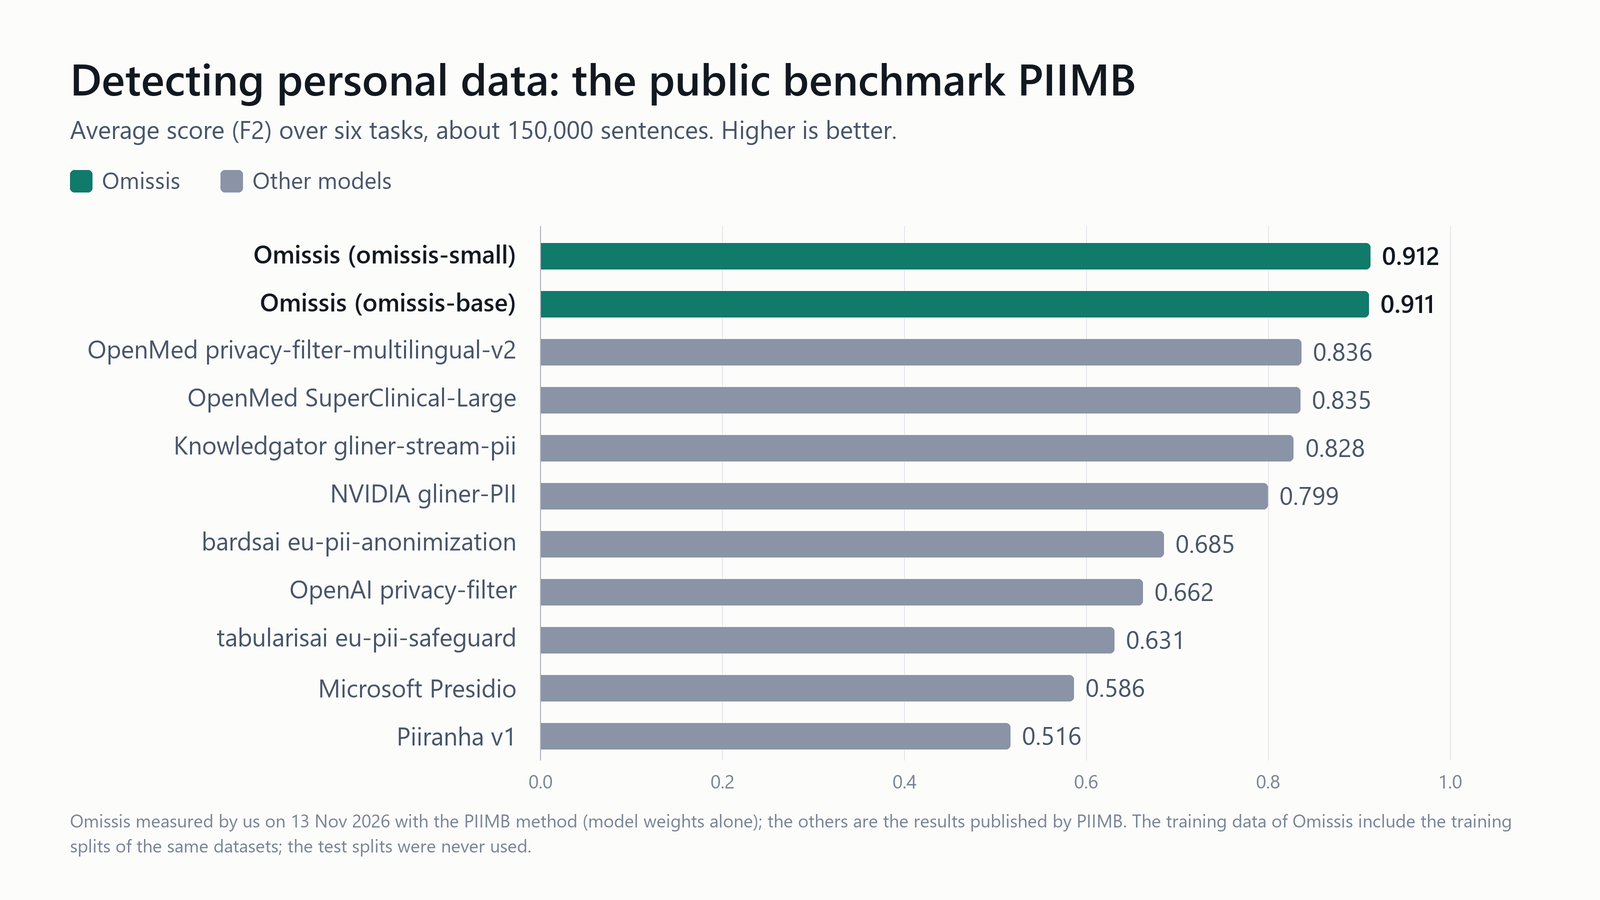 Detecting personal data: the public benchmark PIIMB
Average score (F2) over six tasks, about 150,000 sentences. Higher is better.
Omissis
Other models
Omissis (omissis-small) 0.912
Omissis (omissis-base) 0.911
OpenMed privacy-filter-multilingual-v2 0.836
OpenMed SuperClinical-Large 0.835
Knowledgator gliner-stream-pii 0.828
NVIDIA gliner-PII 0.799
bardsai eu-pii-anonimization 0.685
OpenAI privacy-filter 0.662
tabularisai eu-pii-safeguard 0.631
Microsoft Presidio 0.586
Piiranha v1 0.516
0.0 0.2 0.4 0.6 0.8 1.0
Omissis measured by us on 13 Nov 2026 with the PIIMB method (model weights alone); the others are the results published by PIIMB. The training data of Omissis include the training
splits of the same datasets; the test splits were never used.